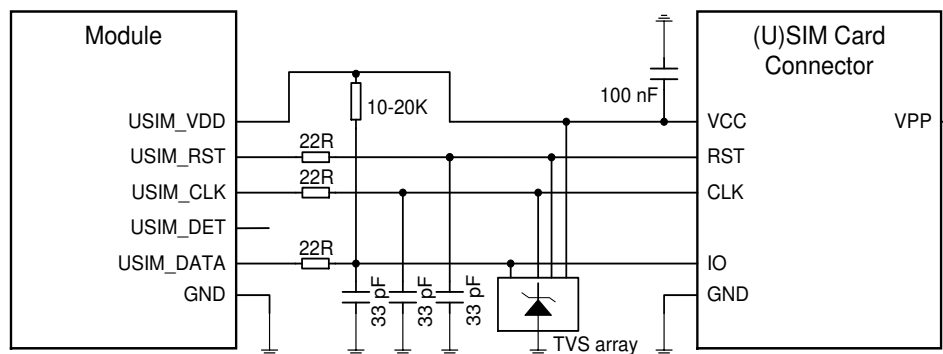 Module
(U)SIM Card
Connector
100 nF
10-20K
USIM_VDD
VCC
VPP
22R
USIM_RST
RST
22R
USIM_CLK
CLK
USIM_DET
22R
USIM_DATA
IO
GND
33 pF
33 pF
33 pF
GND
TVS array